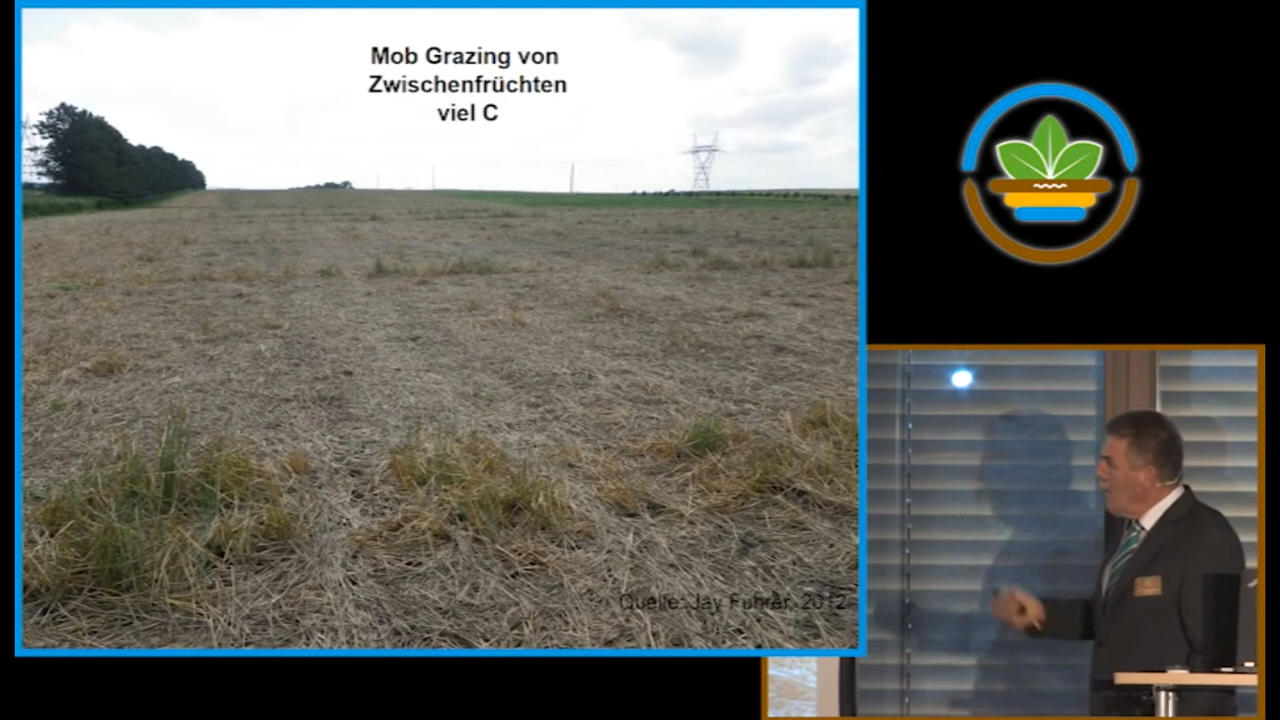 Mob Grazing von
Zwischenfrüchten
viel C
Quelle: Jay Fuhrer, 2012